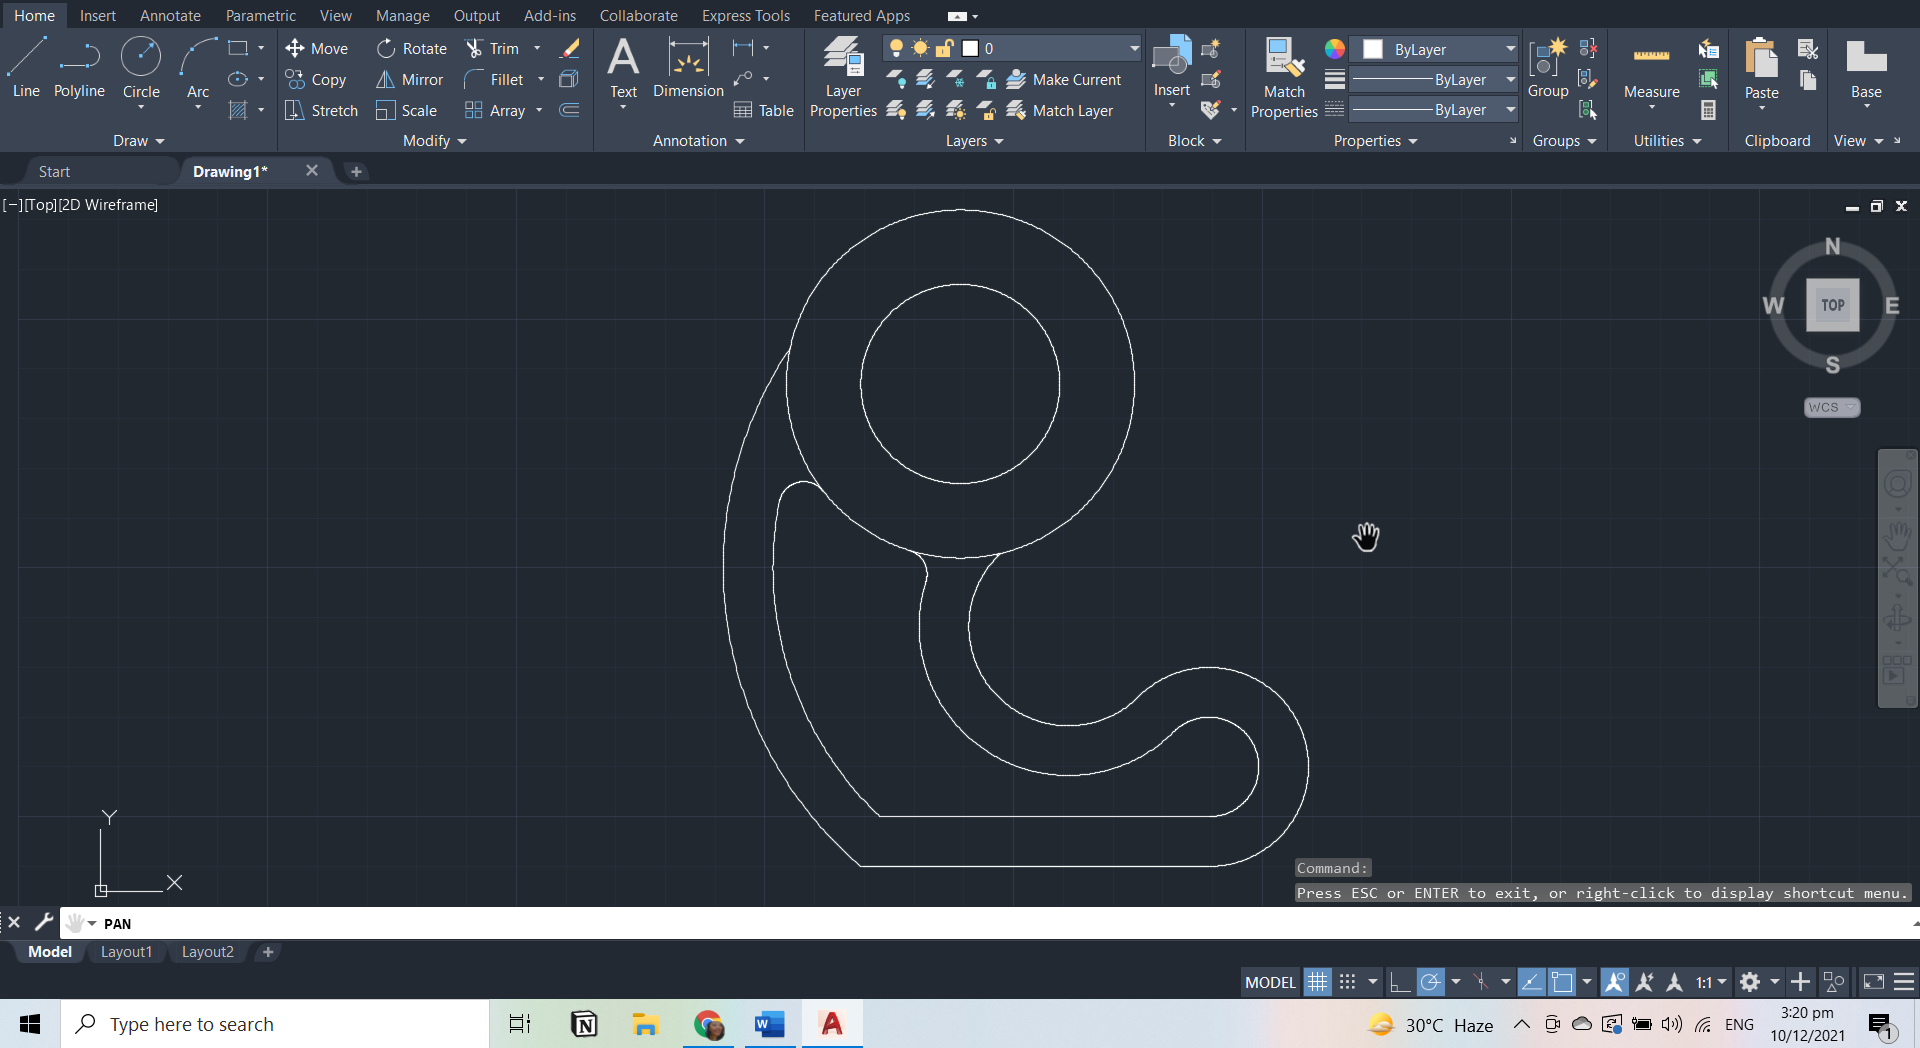 Home Insert Annotate Parametric View Manage Output Add-ins Collaborate Express Tools Featured Apps
Line Polyline Circle Arc
Move Rotate Trim
Copy Mirror Fillet
Stretch Scale Array
Text Dimension Table
Layer Properties
0
Make Current
Match Layer
Insert
Match Properties
ByLayer
ByLayer
ByLayer
Group
Measure
Paste
Base
Draw Modify Annotation Layers Block Properties Groups Utilities Clipboard View
Start Drawing1*
[−][Top][2D Wireframe]
N
W TOP E
S
WCS
Y
X
Command:
Press ESC or ENTER to exit, or right-click to display shortcut menu.
PAN
Model Layout1 Layout2
MODEL 1:1
Type here to search
N W A
30°C Haze ENG
3:20 pm
10/12/2021
1